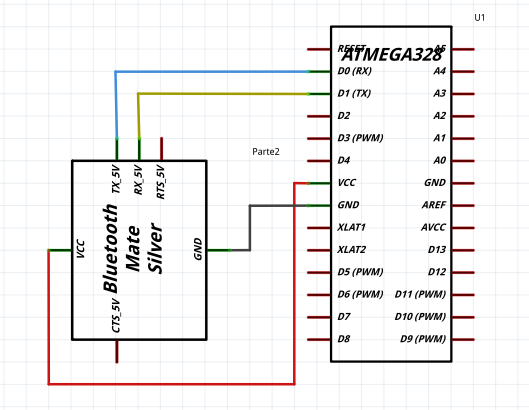 U1
ATMEGA328
RESET
D0 (RX)
D1 (TX)
D2
D3 (PWM)
D4
VCC
GND
XLAT1
XLAT2
D5 (PWM)
D6 (PWM)
D7
D8
A5
A4
A3
A2
A1
A0
GND
AREF
AVCC
D13
D12
D11 (PWM)
D10 (PWM)
D9 (PWM)
Parte2
TX_5V
RX_5V
RTS_5V
VCC
Bluetooth
Mate
Silver
GND
CTS_5V